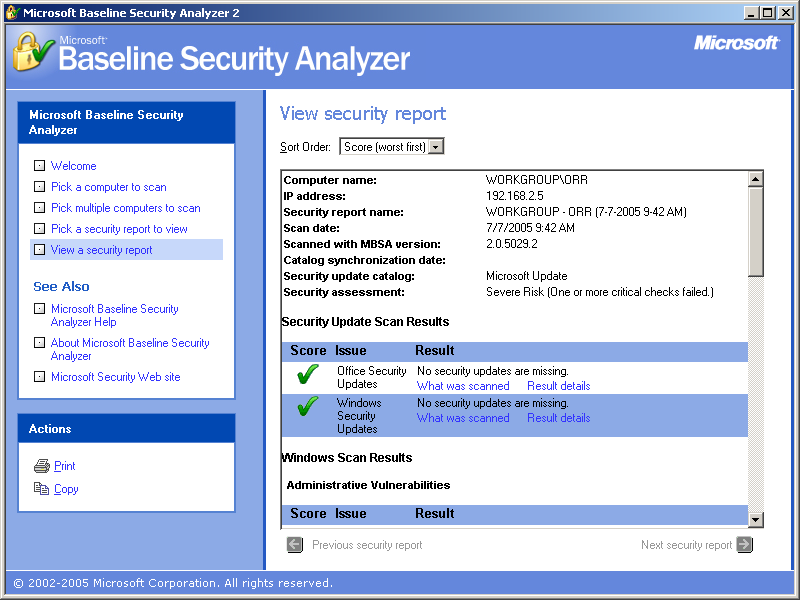 Microsoft Baseline Security Analyzer 2
Microsoft
Baseline Security Analyzer
Microsoft
Microsoft Baseline Security
Analyzer
Welcome
Pick a computer to scan
Pick multiple computers to scan
Pick a security report to view
View a security report
See Also
Microsoft Baseline Security
Analyzer Help
About Microsoft Baseline Security
Analyzer
Microsoft Security Web site
Actions
Print
Copy
View security report
Sort Order: Score (worst first)
Computer name: WORKGROUP\ORR
IP address: 192.168.2.5
Security report name: WORKGROUP - ORR (7-7-2005 9-42 AM)
Scan date: 7/7/2005 9:42 AM
Scanned with MBSA version: 2.0.5029.2
Catalog synchronization date:
Security update catalog: Microsoft Update
Security assessment: Severe Risk (One or more critical checks failed.)
Security Update Scan Results
Score Issue Result
Office Security No security updates are missing.
Updates What was scanned Result details
Windows No security updates are missing.
Security What was scanned Result details
Updates
Windows Scan Results
Administrative Vulnerabilities
Score Issue Result
Previous security report Next security report
© 2002-2005 Microsoft Corporation. All rights reserved.